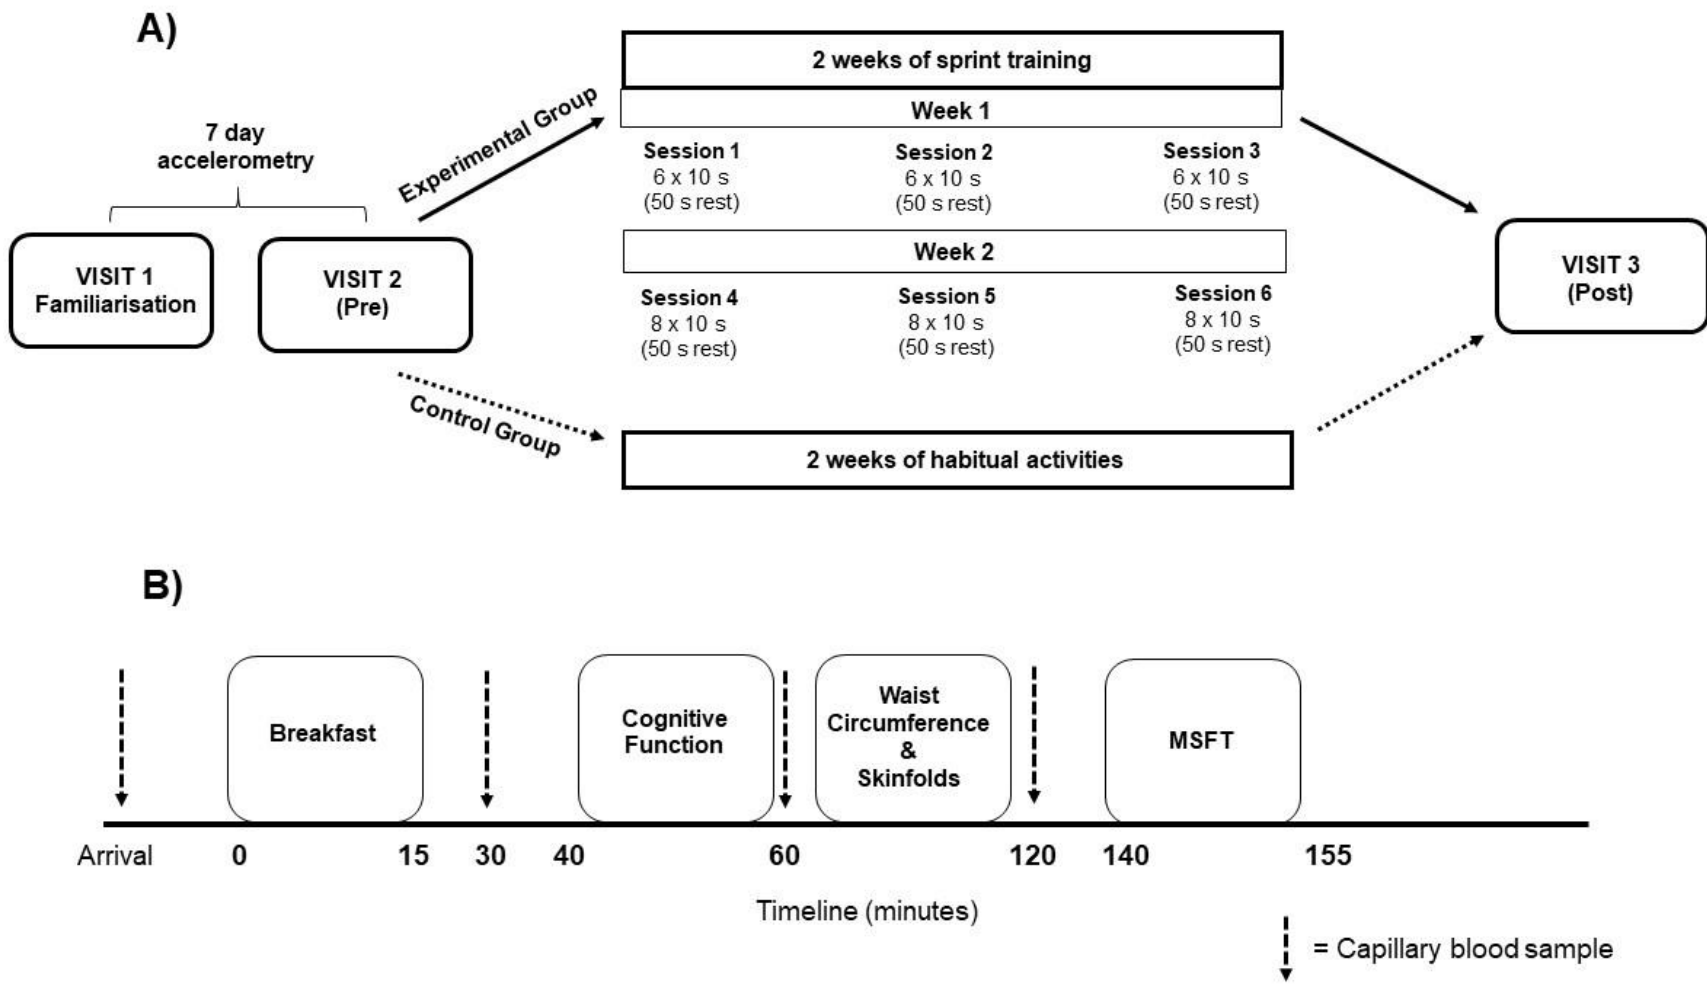 A)
2 weeks of sprint training
Week 1
Experimental Group
7 day
accelerometry
Session 1
6 x 10 s
(50 s rest)
Session 2
6 x 10 s
(50 s rest)
Session 3
6 x 10 s
(50 s rest)
VISIT 1
Familiarisation
VISIT 2
(Pre)
Week 2
VISIT 3
(Post)
Session 4
8 x 10 s
(50 s rest)
Session 5
8 x 10 s
(50 s rest)
Session 6
8 x 10 s
(50 s rest)
Control Group
2 weeks of habitual activities
B)
Breakfast
Cognitive
Function
Waist
Circumference
&
Skinfolds
MSFT
Arrival 0 15 30 40 60 120 140 155
Timeline (minutes)
= Capillary blood sample